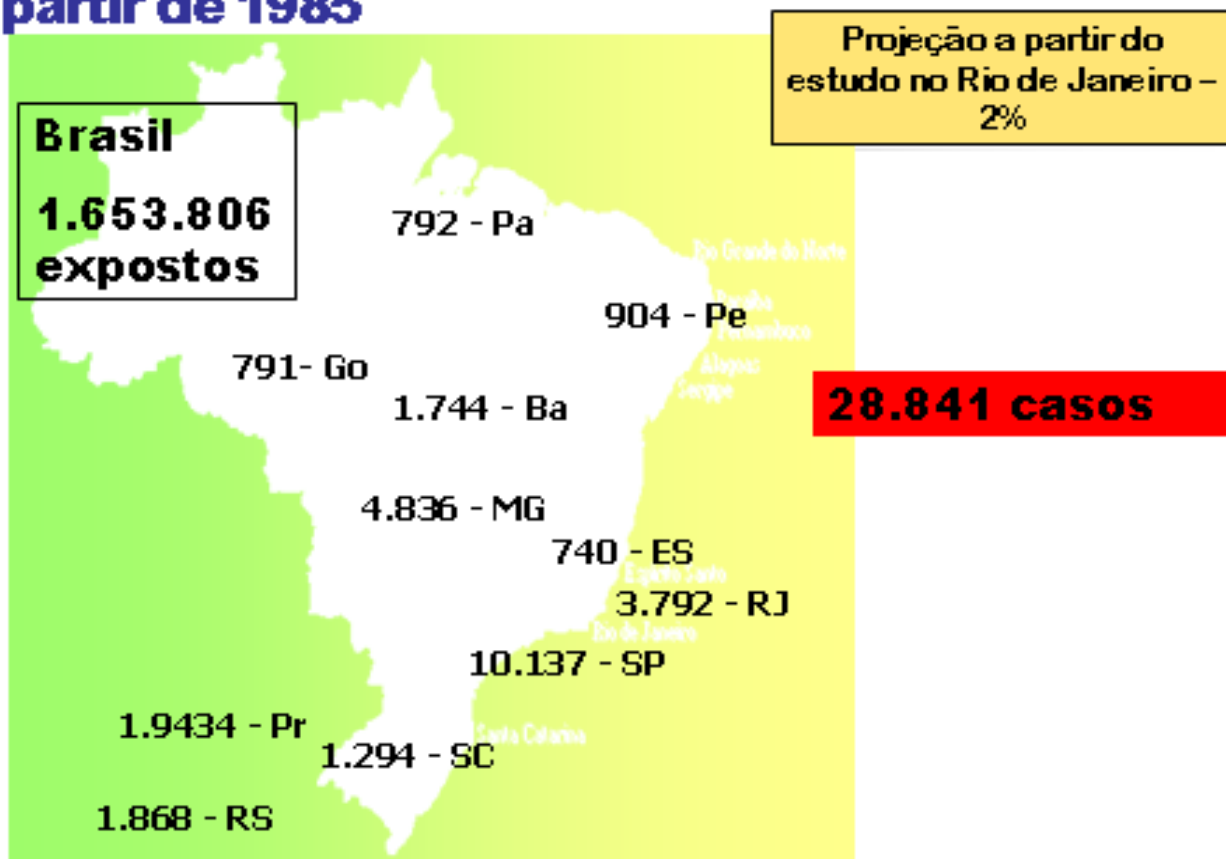 partir de 1985
Projeção a partir do
estudo no Rio de Janeiro –
2%
Brasil
1.653.806
expostos
792 - Pa
Rio Grande do Norte
Paraíba
904 - Pe
Pernambuco
Alagoas
791- Go
Sergipe
1.744 - Ba
28.841 casos
4.836 - MG
740 - ES
Espírito Santo
3.792 - RJ
Rio de Janeiro
10.137 - SP
1.9434 - Pr
Santa Catarina
1.294 - SC
1.868 - RS